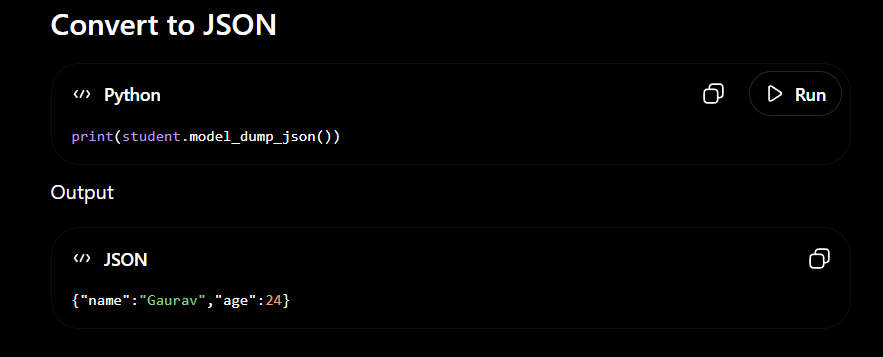 Convert to JSON
Python
Run
print(student.model_dump_json())
Output
JSON
{"name":"Gaurav","age":24}